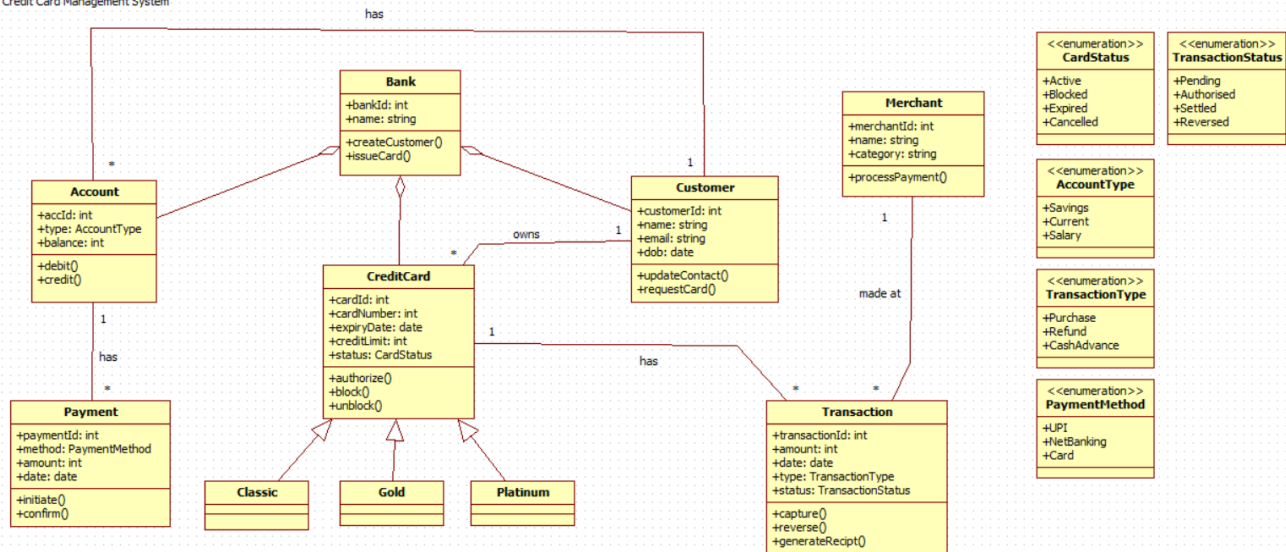 Credit Card Management System
has
Bank
+bankId: int
+name: string
+createCustomer()
+issueCard()
Merchant
+merchantId: int
+name: string
+category: string
+processPayment()
<<enumeration>>
CardStatus
+Active
+Blocked
+Expired
+Cancelled
<<enumeration>>
TransactionStatus
+Pending
+Authorised
+Settled
+Reversed
*
1
Account
+accId: int
+type: AccountType
+balance: int
+debit()
+credit()
Customer
+customerId: int
+name: string
+email: string
+dob: date
+updateContact()
+requestCard()
<<enumeration>>
AccountType
+Savings
+Current
+Salary
owns
1
*
1
CreditCard
+cardId: int
+cardNumber: int
+expiryDate: date
+creditLimit: int
+status: CardStatus
+authorize()
+block()
+unblock()
<<enumeration>>
TransactionType
+Purchase
+Refund
+CashAdvance
made at
1
has
*
1
has
*
*
<<enumeration>>
PaymentMethod
+UPI
+NetBanking
+Card
Payment
+paymentId: int
+method: PaymentMethod
+amount: int
+date: date
+initiate()
+confirm()
Classic
Gold
Platinum
Transaction
+transactionId: int
+amount: int
+date: date
+type: TransactionType
+status: TransactionStatus
+capture()
+reverse()
+generateRecipt()